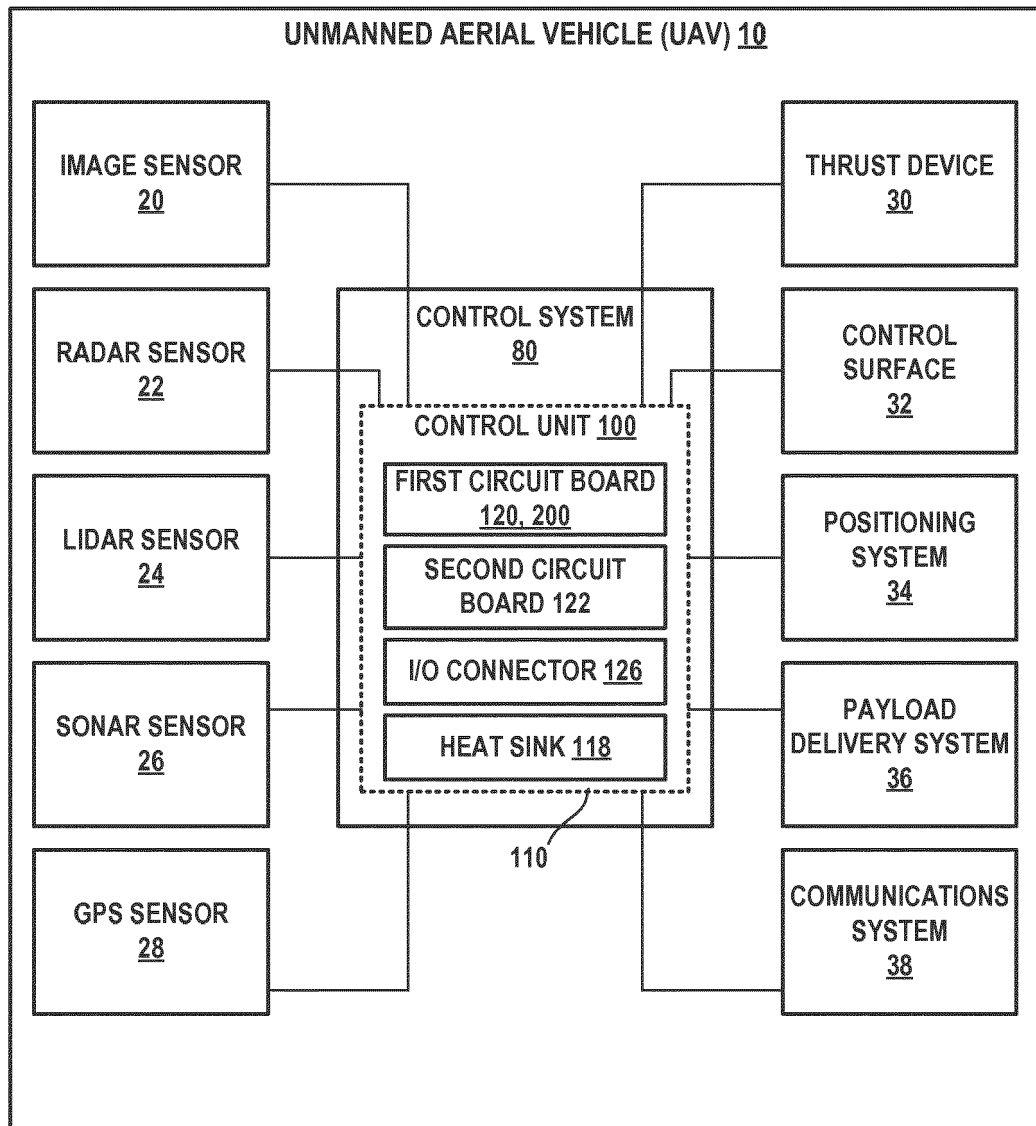 UNMANNED AERIAL VEHICLE (UAV) 10
IMAGE SENSOR
20
RADAR SENSOR
22
LIDAR SENSOR
24
SONAR SENSOR
26
GPS SENSOR
28
CONTROL SYSTEM
80
CONTROL UNIT 100
FIRST CIRCUIT BOARD
120, 200
SECOND CIRCUIT
BOARD 122
I/O CONNECTOR 126
HEAT SINK 118
110
THRUST DEVICE
30
CONTROL
SURFACE
32
POSITIONING
SYSTEM
34
PAYLOAD
DELIVERY SYSTEM
36
COMMUNICATIONS
SYSTEM
38